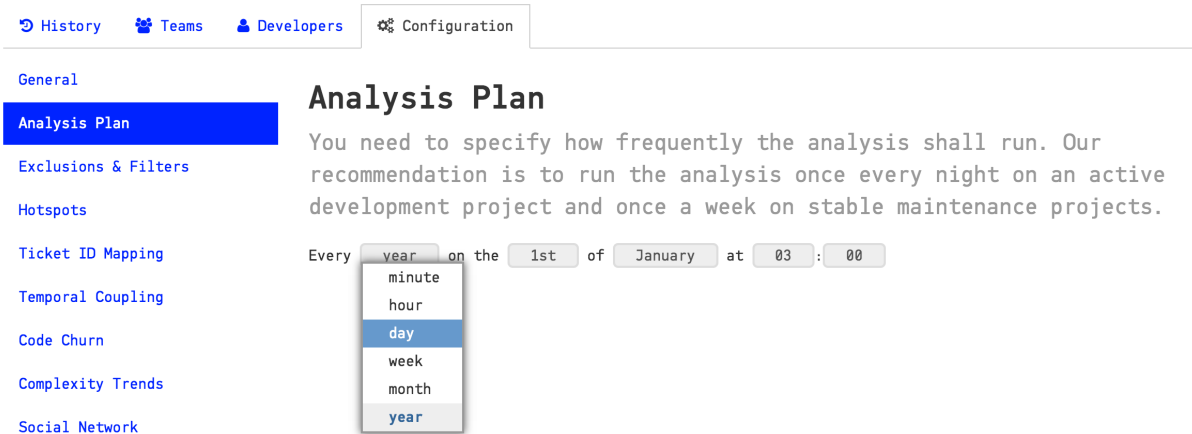 History Teams Developers Configuration
General
Analysis Plan
Exclusions & Filters
Hotspots
Ticket ID Mapping
Temporal Coupling
Code Churn
Complexity Trends
Social Network
Analysis Plan
You need to specify how frequently the analysis shall run. Our
recommendation is to run the analysis once every night on an active
development project and once a week on stable maintenance projects.
Every year on the 1st of January at 03 : 00
minute
hour
day
week
month
year